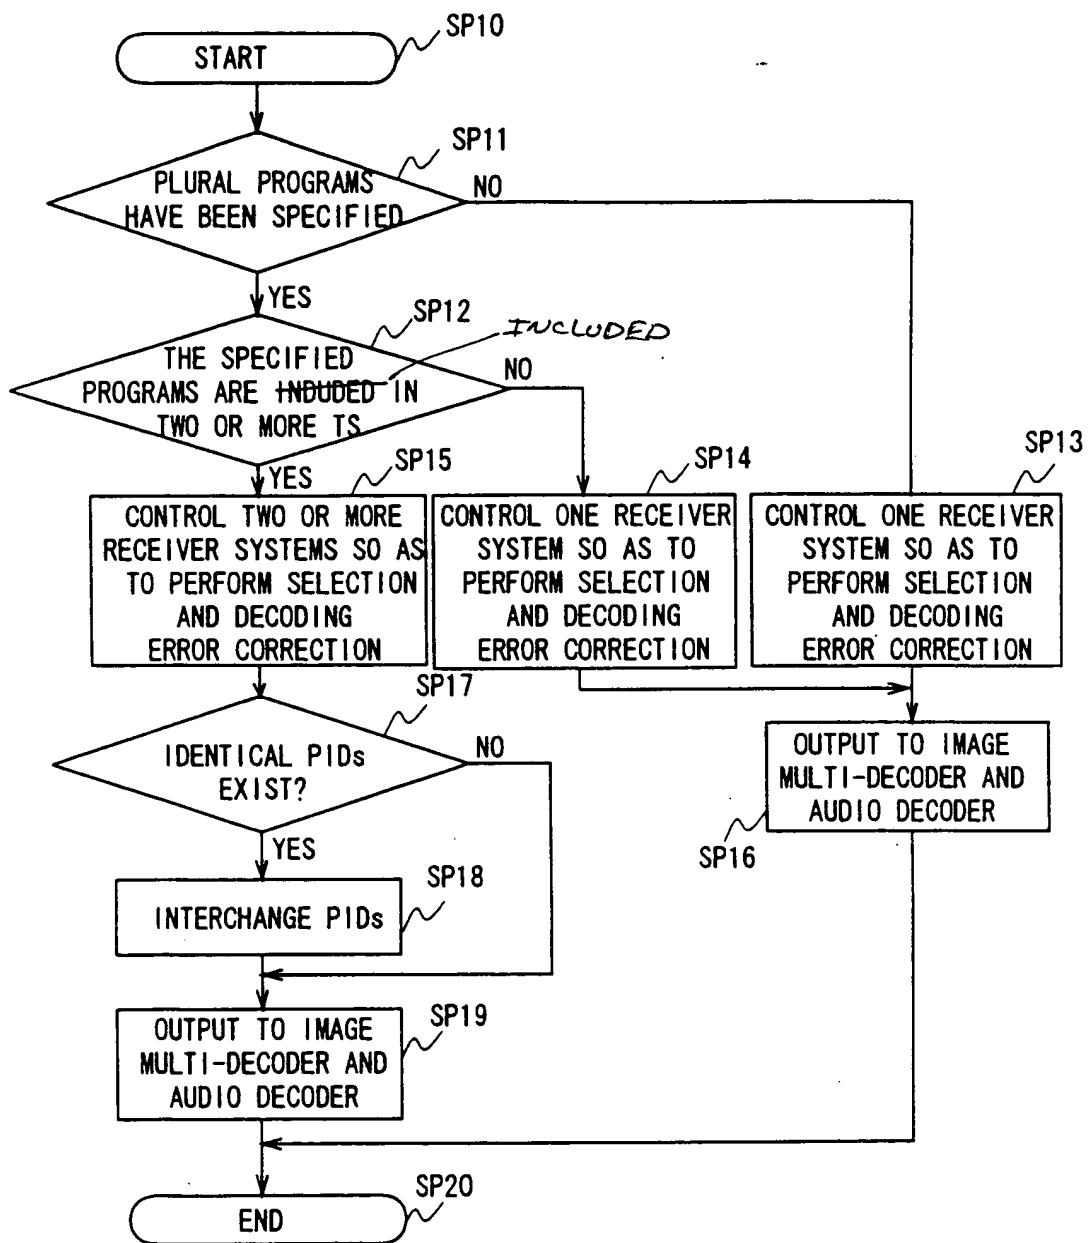 START
SP10
SP11
PLURAL PROGRAMS
HAVE BEEN SPECIFIED
NO
YES
SP12
INCLUDED
THE SPECIFIED
PROGRAMS ARE INDUDED IN
TWO OR MORE TS
NO
YES
SP15
SP14
SP13
CONTROL TWO OR MORE
RECEIVER SYSTEMS SO AS
TO PERFORM SELECTION
AND DECODING
ERROR CORRECTION
CONTROL ONE RECEIVER
SYSTEM SO AS TO
PERFORM SELECTION
AND DECODING
ERROR CORRECTION
CONTROL ONE RECEIVER
SYSTEM SO AS TO
PERFORM SELECTION
AND DECODING
ERROR CORRECTION
SP17
IDENTICAL PIDs
EXIST?
NO
YES
OUTPUT TO IMAGE
MULTI-DECODER AND
AUDIO DECODER
SP16
SP18
INTERCHANGE PIDs
SP19
OUTPUT TO IMAGE
MULTI-DECODER AND
AUDIO DECODER
SP20
END